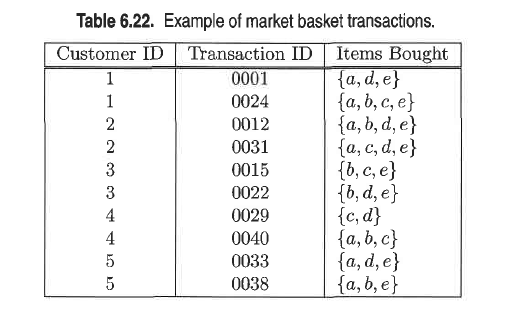 Table 6.22. Example of market basket transactions.
Customer ID Transaction ID Items Bought
1 0001 {a, d, e}
1 0024 {a, b, c, e}
2 0012 {a, b, d, e}
2 0031 {a, c, d, e}
3 0015 {b, c, e}
3 0022 {b, d, e}
4 0029 {c, d}
4 0040 {a, b, c}
5 0033 {a, d, e}
5 0038 {a, b, e}